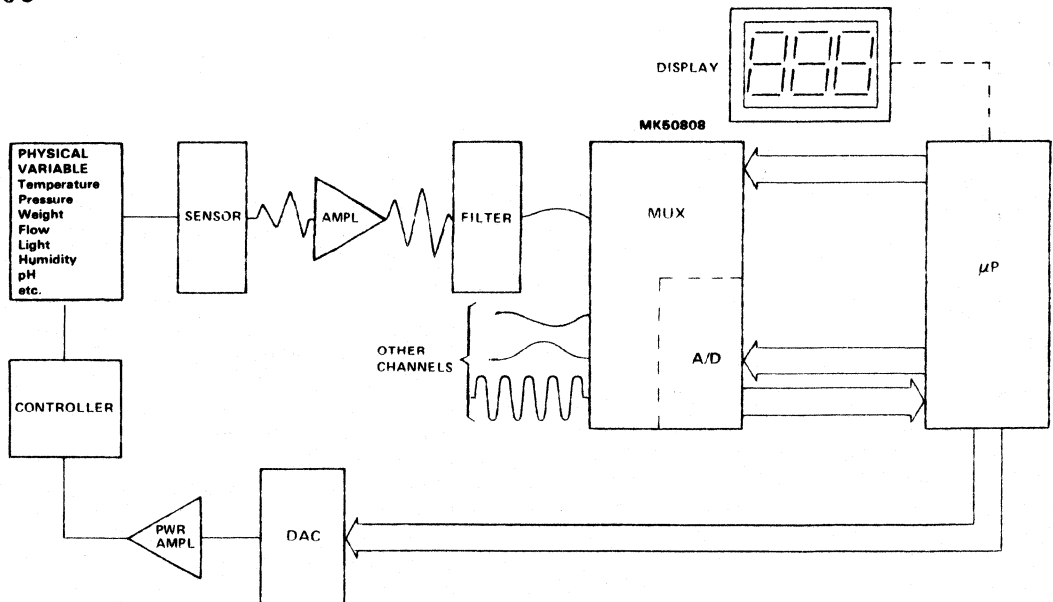 DISPLAY
MK50808
PHYSICAL
VARIABLE
Temperature
Pressure
Weight
Flow
Light
Humidity
pH
etc.
SENSOR
AMPL
FILTER
MUX
μP
OTHER
CHANNELS
A/D
CONTROLLER
PWR
AMPL
DAC